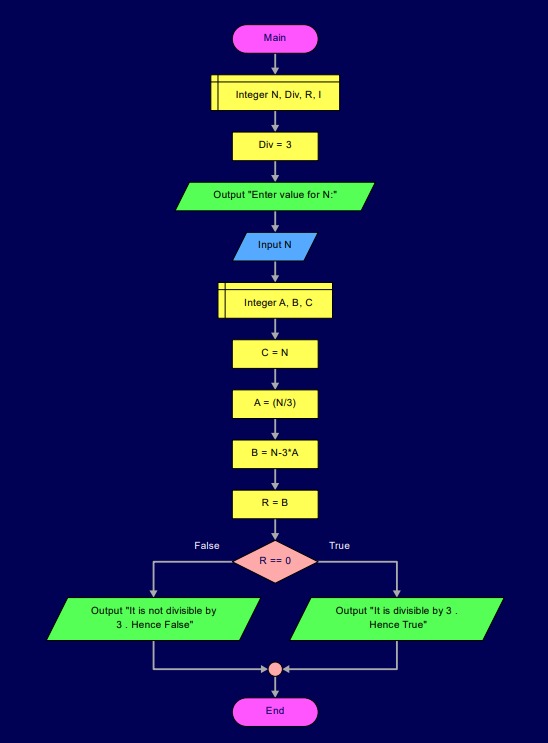 Main
Integer N, Div, R, I
Div = 3
Output "Enter value for N:"
Input N
Integer A, B, C
C = N
A = (N/3)
B = N-3*A
R = B
False
True
R == 0
Output "It is not divisible by
3 . Hence False"
Output "It is divisible by 3 .
Hence True"
End